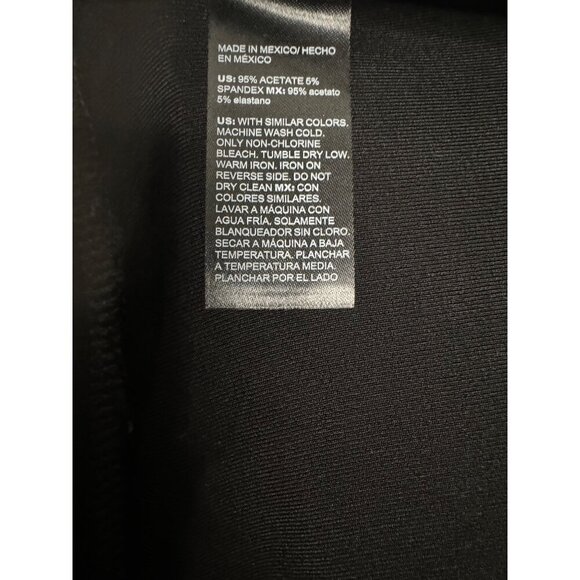 MADE IN MEXICO/ HECHO
EN MÉXICO
US: 95% ACETATE 5%
SPANDEX MX: 95% acetato
5% elastano
US: WITH SIMILAR COLORS.
MACHINE WASH COLD.
ONLY NON-CHLORINE
BLEACH. TUMBLE DRY LOW.
WARM IRON. IRON ON
REVERSE SIDE. DO NOT
DRY CLEAN MX: CON
COLORES SIMILARES.
LAVAR A MÁQUINA CON
AGUA FRÍA. SOLAMENTE
BLANQUEADOR SIN CLORO.
SECAR A MÁQUINA A BAJA
TEMPERATURA. PLANCHAR
A TEMPERATURA MEDIA.
PLANCHAR POR EL LADO